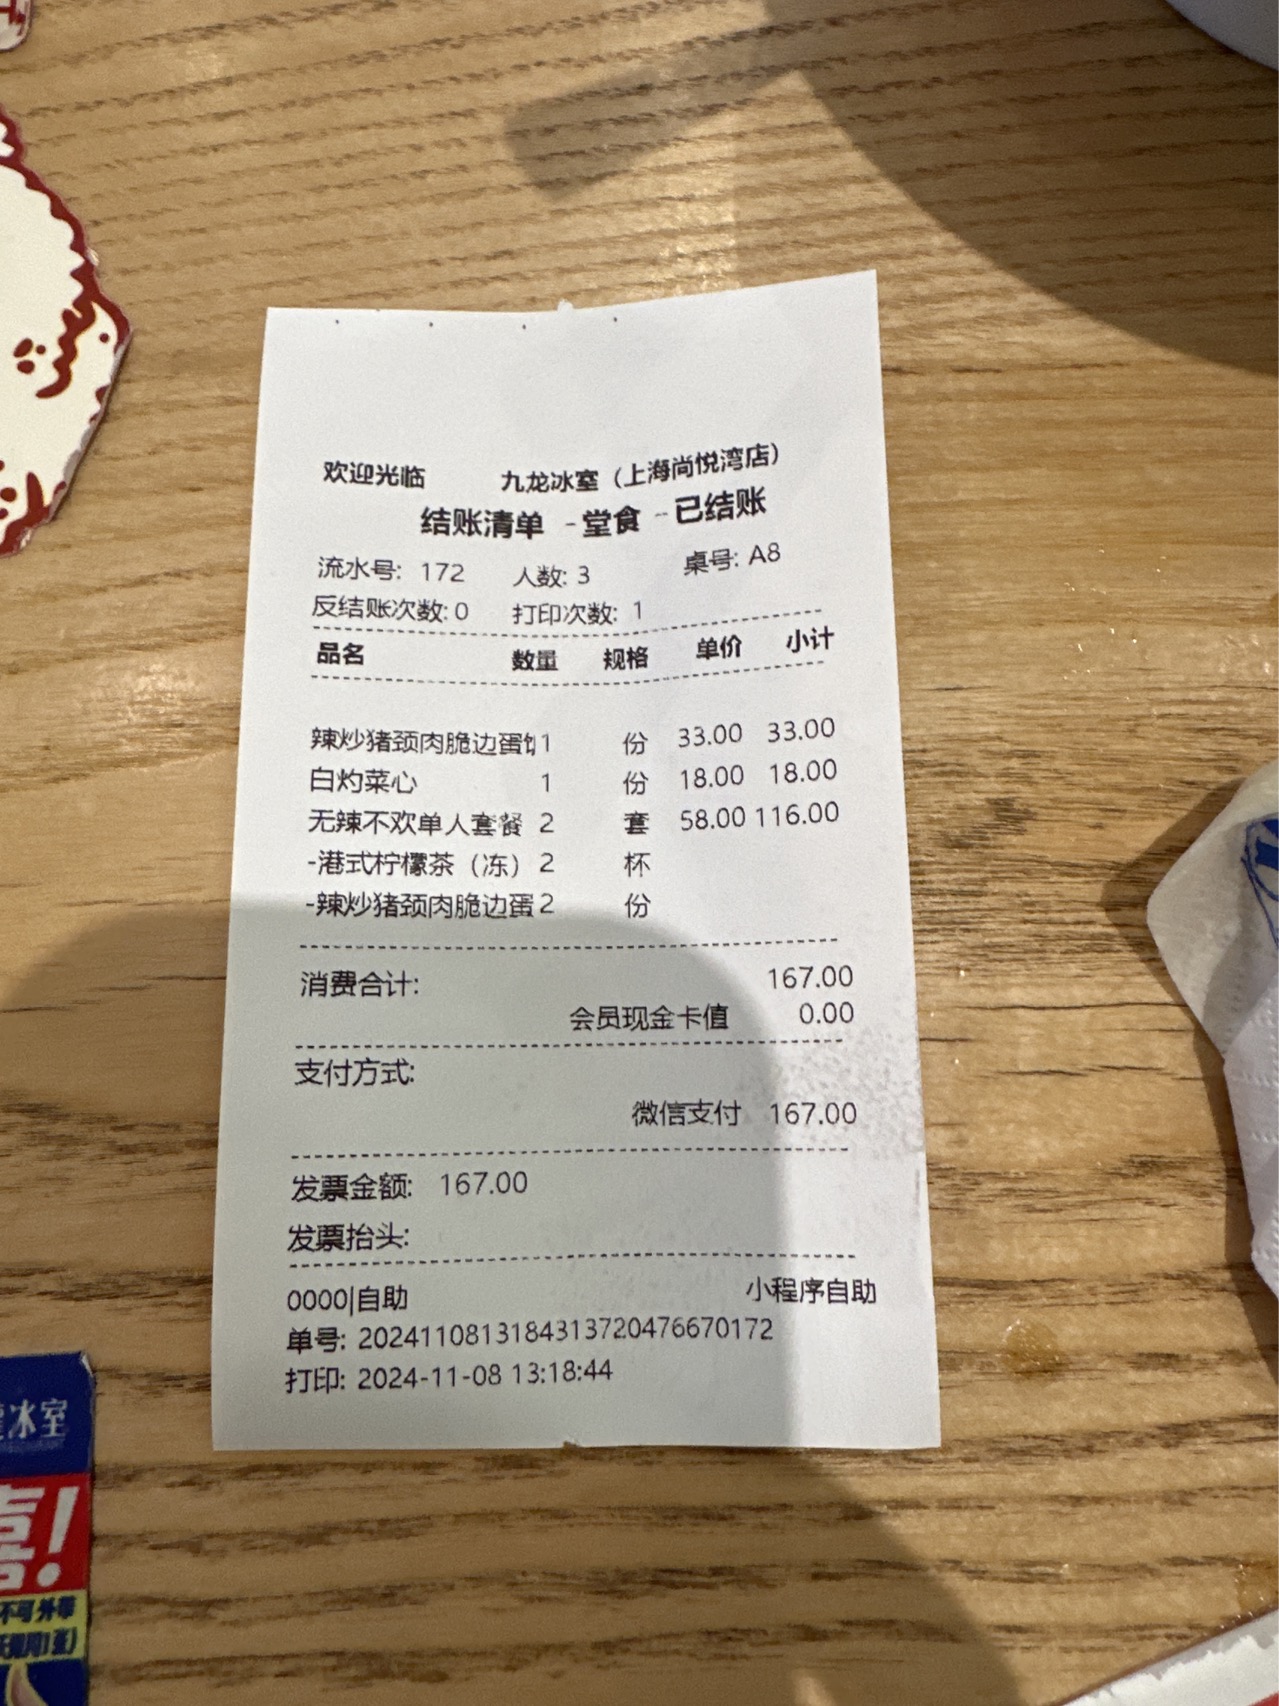 欢迎光临 九龙冰室（上海尚悦湾店）
结账清单 -堂食 -已结账
流水号: 172 人数: 3 桌号: A8
反结账次数: 0 打印次数: 1
品名 数量 规格 单价 小计
辣炒猪颈肉脆边蛋 1 份 33.00 33.00
白灼菜心 1 份 18.00 18.00
无辣不欢单人套餐 2 套 58.00 116.00
-港式柠檬茶（冻） 2 杯
-辣炒猪颈肉脆边蛋 2 份
消费合计: 167.00
会员现金卡值 0.00
支付方式:
微信支付 167.00
发票金额: 167.00
发票抬头:
0000|自助 小程序自助
单号: 2024110813184313720476670172
打印: 2024-11-08 13:18:44
冰室
喜!
不可外带